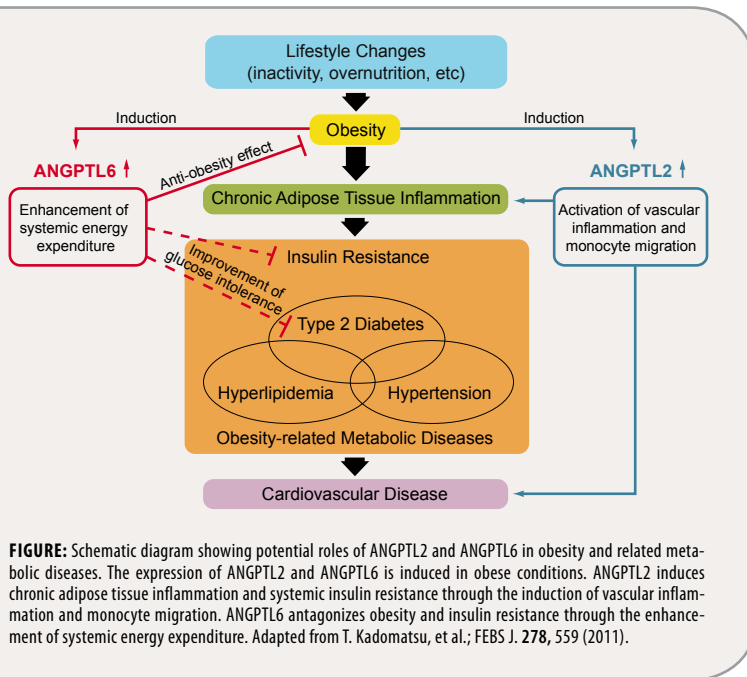 Lifestyle Changes
(inactivity, overnutrition, etc)
Induction
Obesity
Induction
ANGPTL6 ↑
Anti-obesity effect
ANGPTL2 ↑
Enhancement of
systemic energy
expenditure
Chronic Adipose Tissue Inflammation
Activation of vascular
inflammation and
monocyte migration
Improvement of
glucose intolerance
Insulin Resistance
Type 2 Diabetes
Hyperlipidemia
Hypertension
Obesity-related Metabolic Diseases
Cardiovascular Disease
FIGURE: Schematic diagram showing potential roles of ANGPTL2 and ANGPTL6 in obesity and related meta-
bolic diseases. The expression of ANGPTL2 and ANGPTL6 is induced in obese conditions. ANGPTL2 induces
chronic adipose tissue inflammation and systemic insulin resistance through the induction of vascular inflam-
mation and monocyte migration. ANGPTL6 antagonizes obesity and insulin resistance through the enhance-
ment of systemic energy expenditure. Adapted from T. Kadomatsu, et al.; FEBS J. 278, 559 (2011).